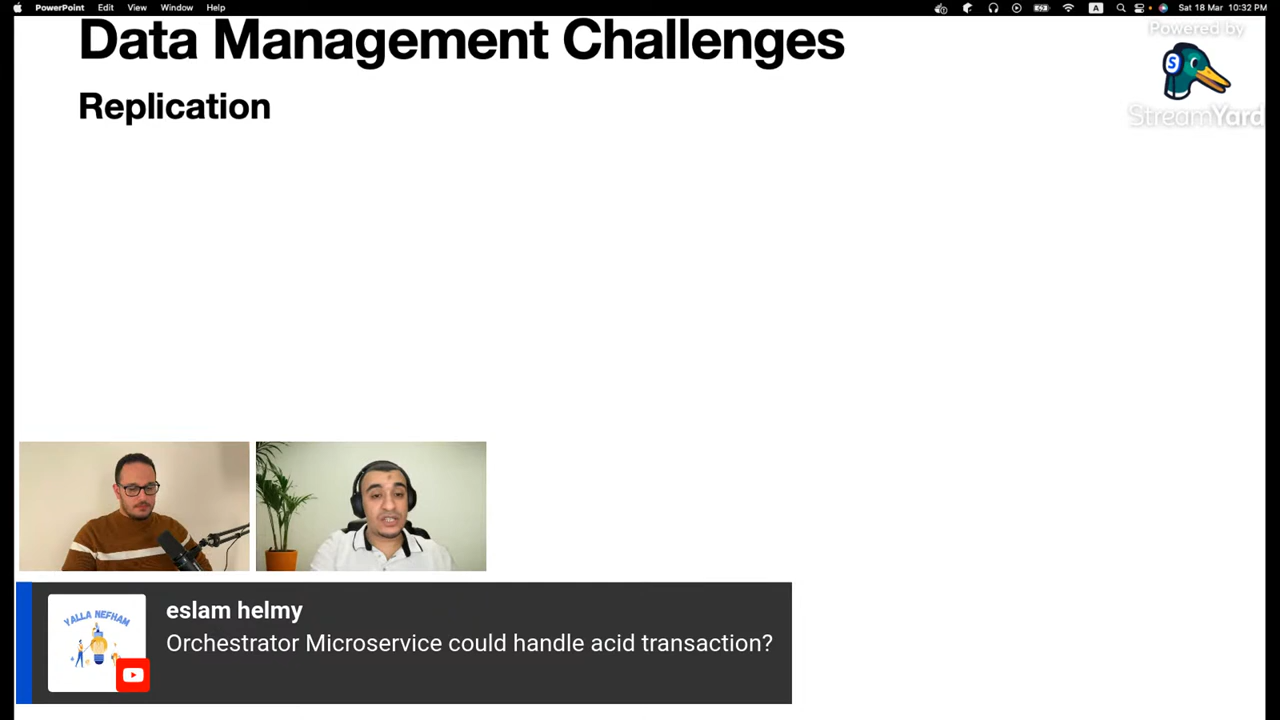 PowerPoint Edit View Window Help A Sat 18 Mar 10:32 PM
Data Management Challenges
Replication
Powered by
S
StreamYard
YALLA NEFHAM
eslam helmy
Orchestrator Microservice could handle acid transaction?